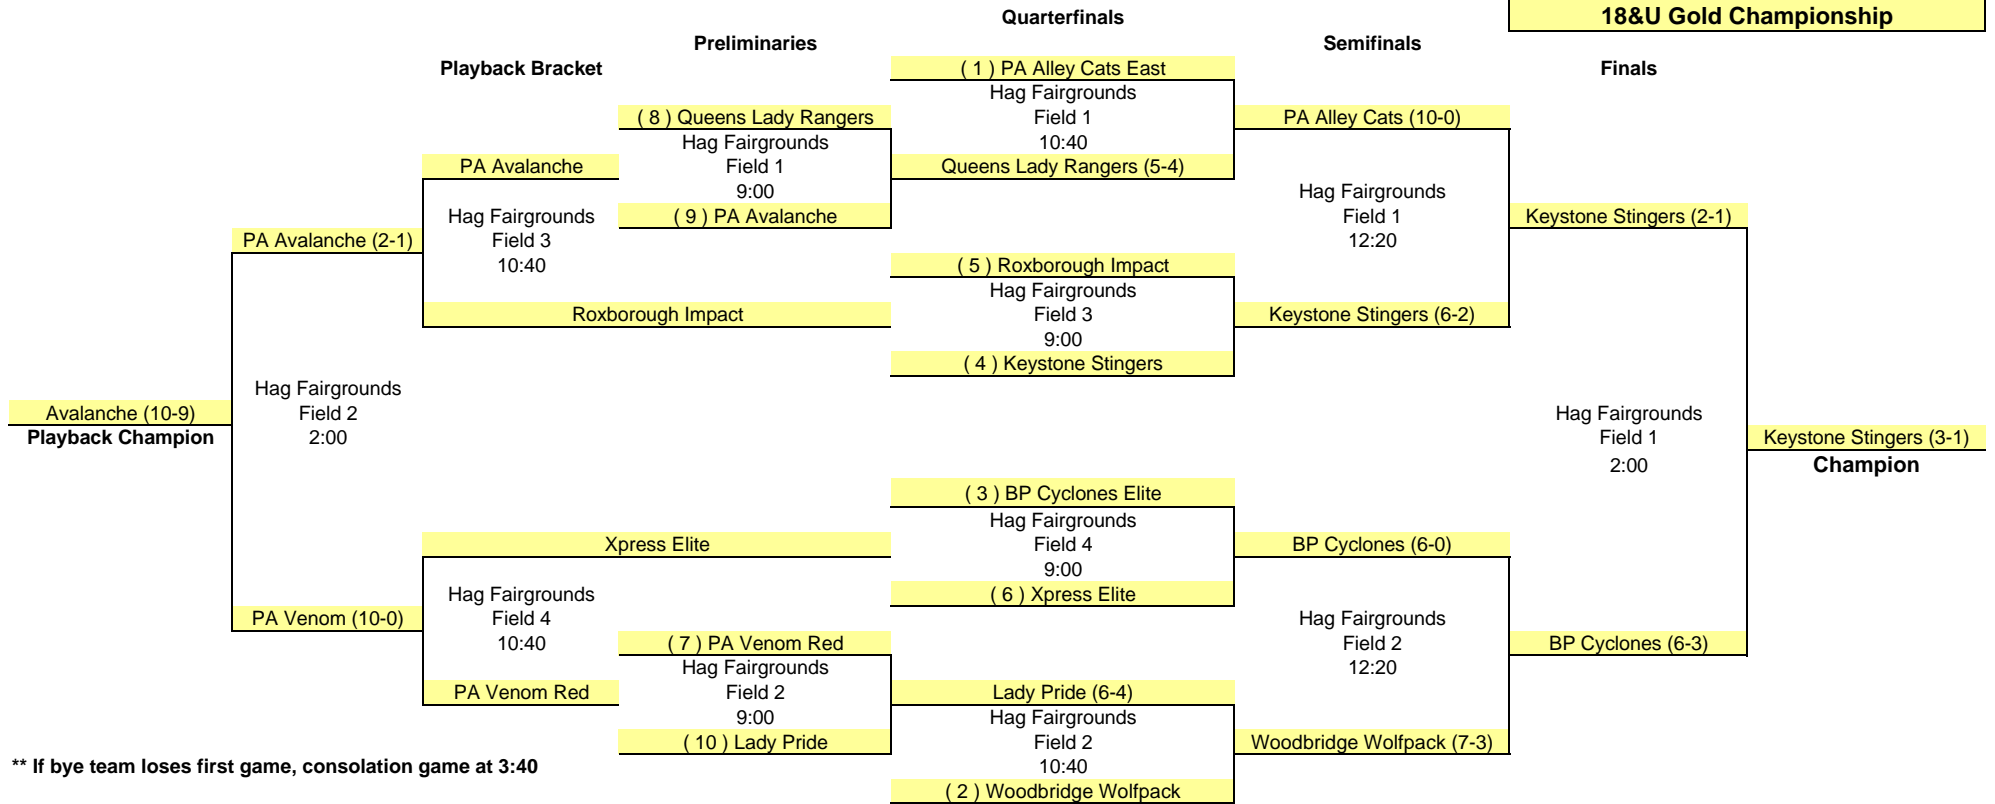 18&U Gold Championship
Quarterfinals
Preliminaries
Semifinals
Playback Bracket
( 1 ) PA Alley Cats East
Finals
Hag Fairgrounds
Field 1
10:40
( 8 ) Queens Lady Rangers
PA Alley Cats (10-0)
Hag Fairgrounds
Field 1
9:00
PA Avalanche
Queens Lady Rangers (5-4)
Hag Fairgrounds
Field 1
12:20
( 9 ) PA Avalanche
Keystone Stingers (2-1)
Hag Fairgrounds
Field 3
10:40
PA Avalanche (2-1)
( 5 ) Roxborough Impact
Hag Fairgrounds
Field 3
9:00
Roxborough Impact
Keystone Stingers (6-2)
( 4 ) Keystone Stingers
Hag Fairgrounds
Field 2
2:00
Avalanche (10-9)
Playback Champion
Hag Fairgrounds
Field 1
2:00
Keystone Stingers (3-1)
Champion
( 3 ) BP Cyclones Elite
Hag Fairgrounds
Field 4
9:00
Xpress Elite
BP Cyclones (6-0)
( 6 ) Xpress Elite
Hag Fairgrounds
Field 4
10:40
PA Venom (10-0)
Hag Fairgrounds
Field 2
12:20
( 7 ) PA Venom Red
BP Cyclones (6-3)
Hag Fairgrounds
Field 2
9:00
PA Venom Red
Lady Pride (6-4)
Hag Fairgrounds
Field 2
10:40
( 10 ) Lady Pride
Woodbridge Wolfpack (7-3)
** If bye team loses first game, consolation game at 3:40
( 2 ) Woodbridge Wolfpack